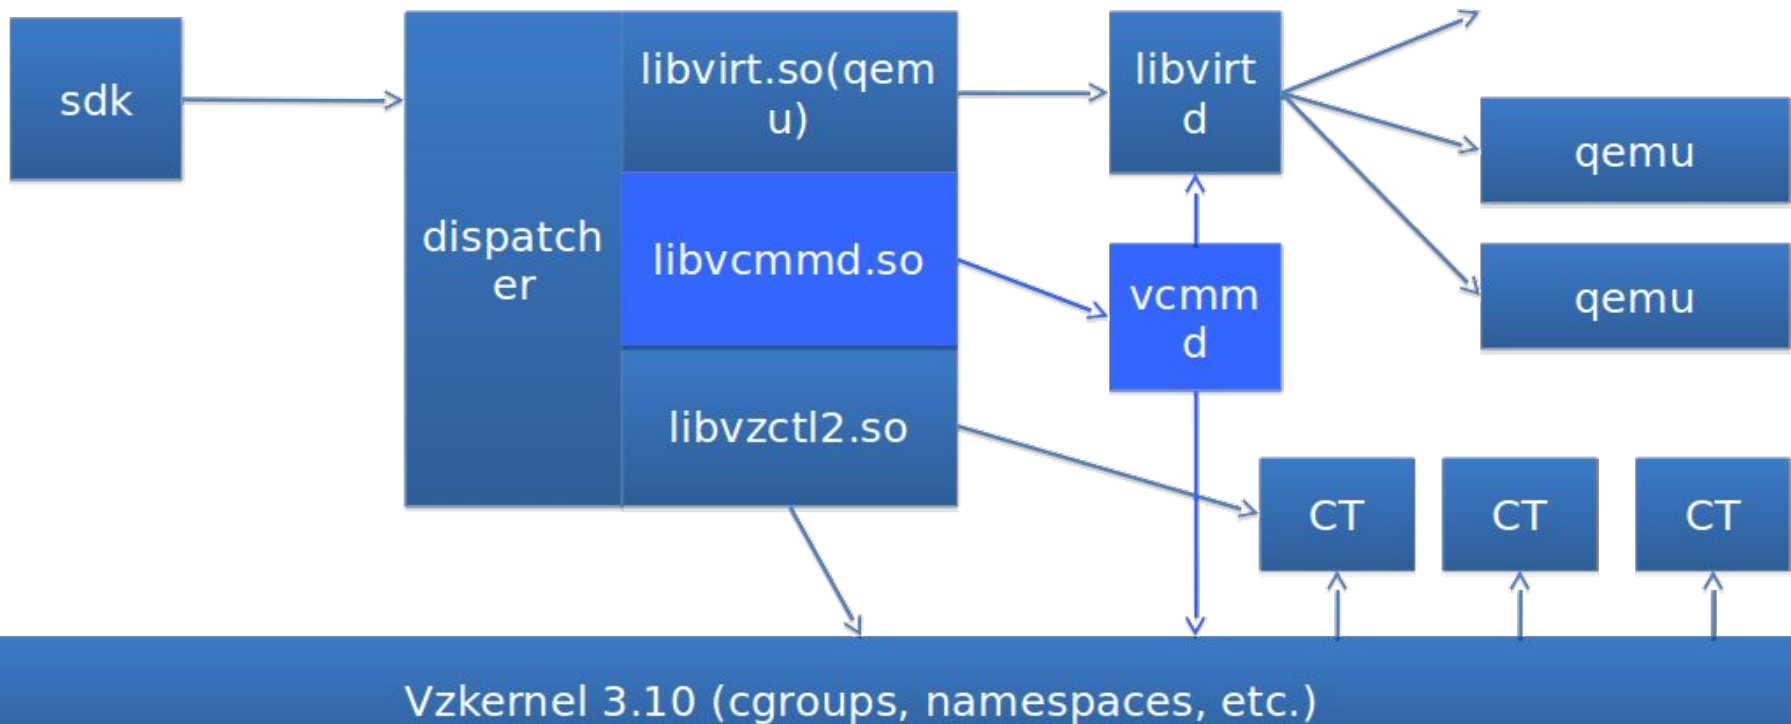 sdk
dispatch
er
libvirt.so(qem
u)
libvcmmd.so
libvzctl2.so
libvirt
d
vcmm
d
qemu
qemu
CT
CT
CT
Vzkernel 3.10 (cgroups, namespaces, etc.)